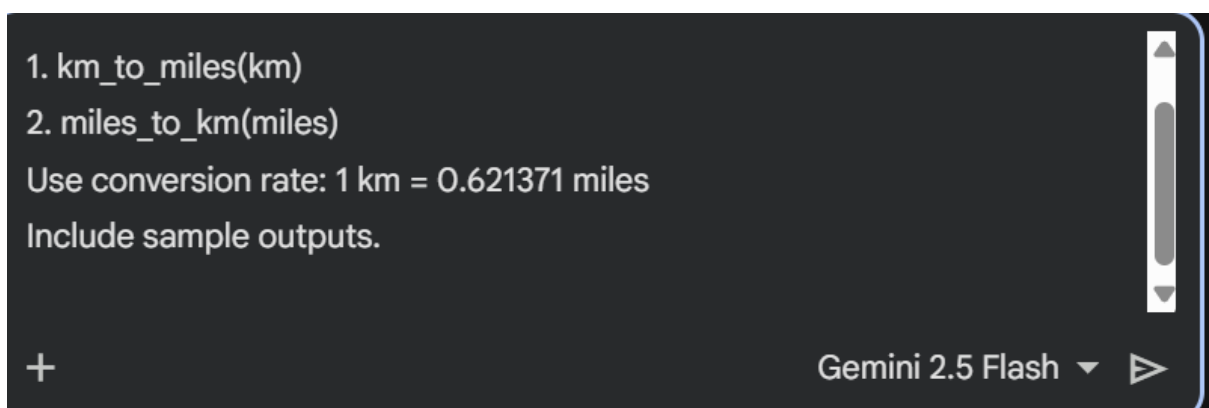 1. km_to_miles(km)
2. miles_to_km(miles)
Use conversion rate: 1 km = 0.621371 miles
Include sample outputs.
Gemini 2.5 Flash